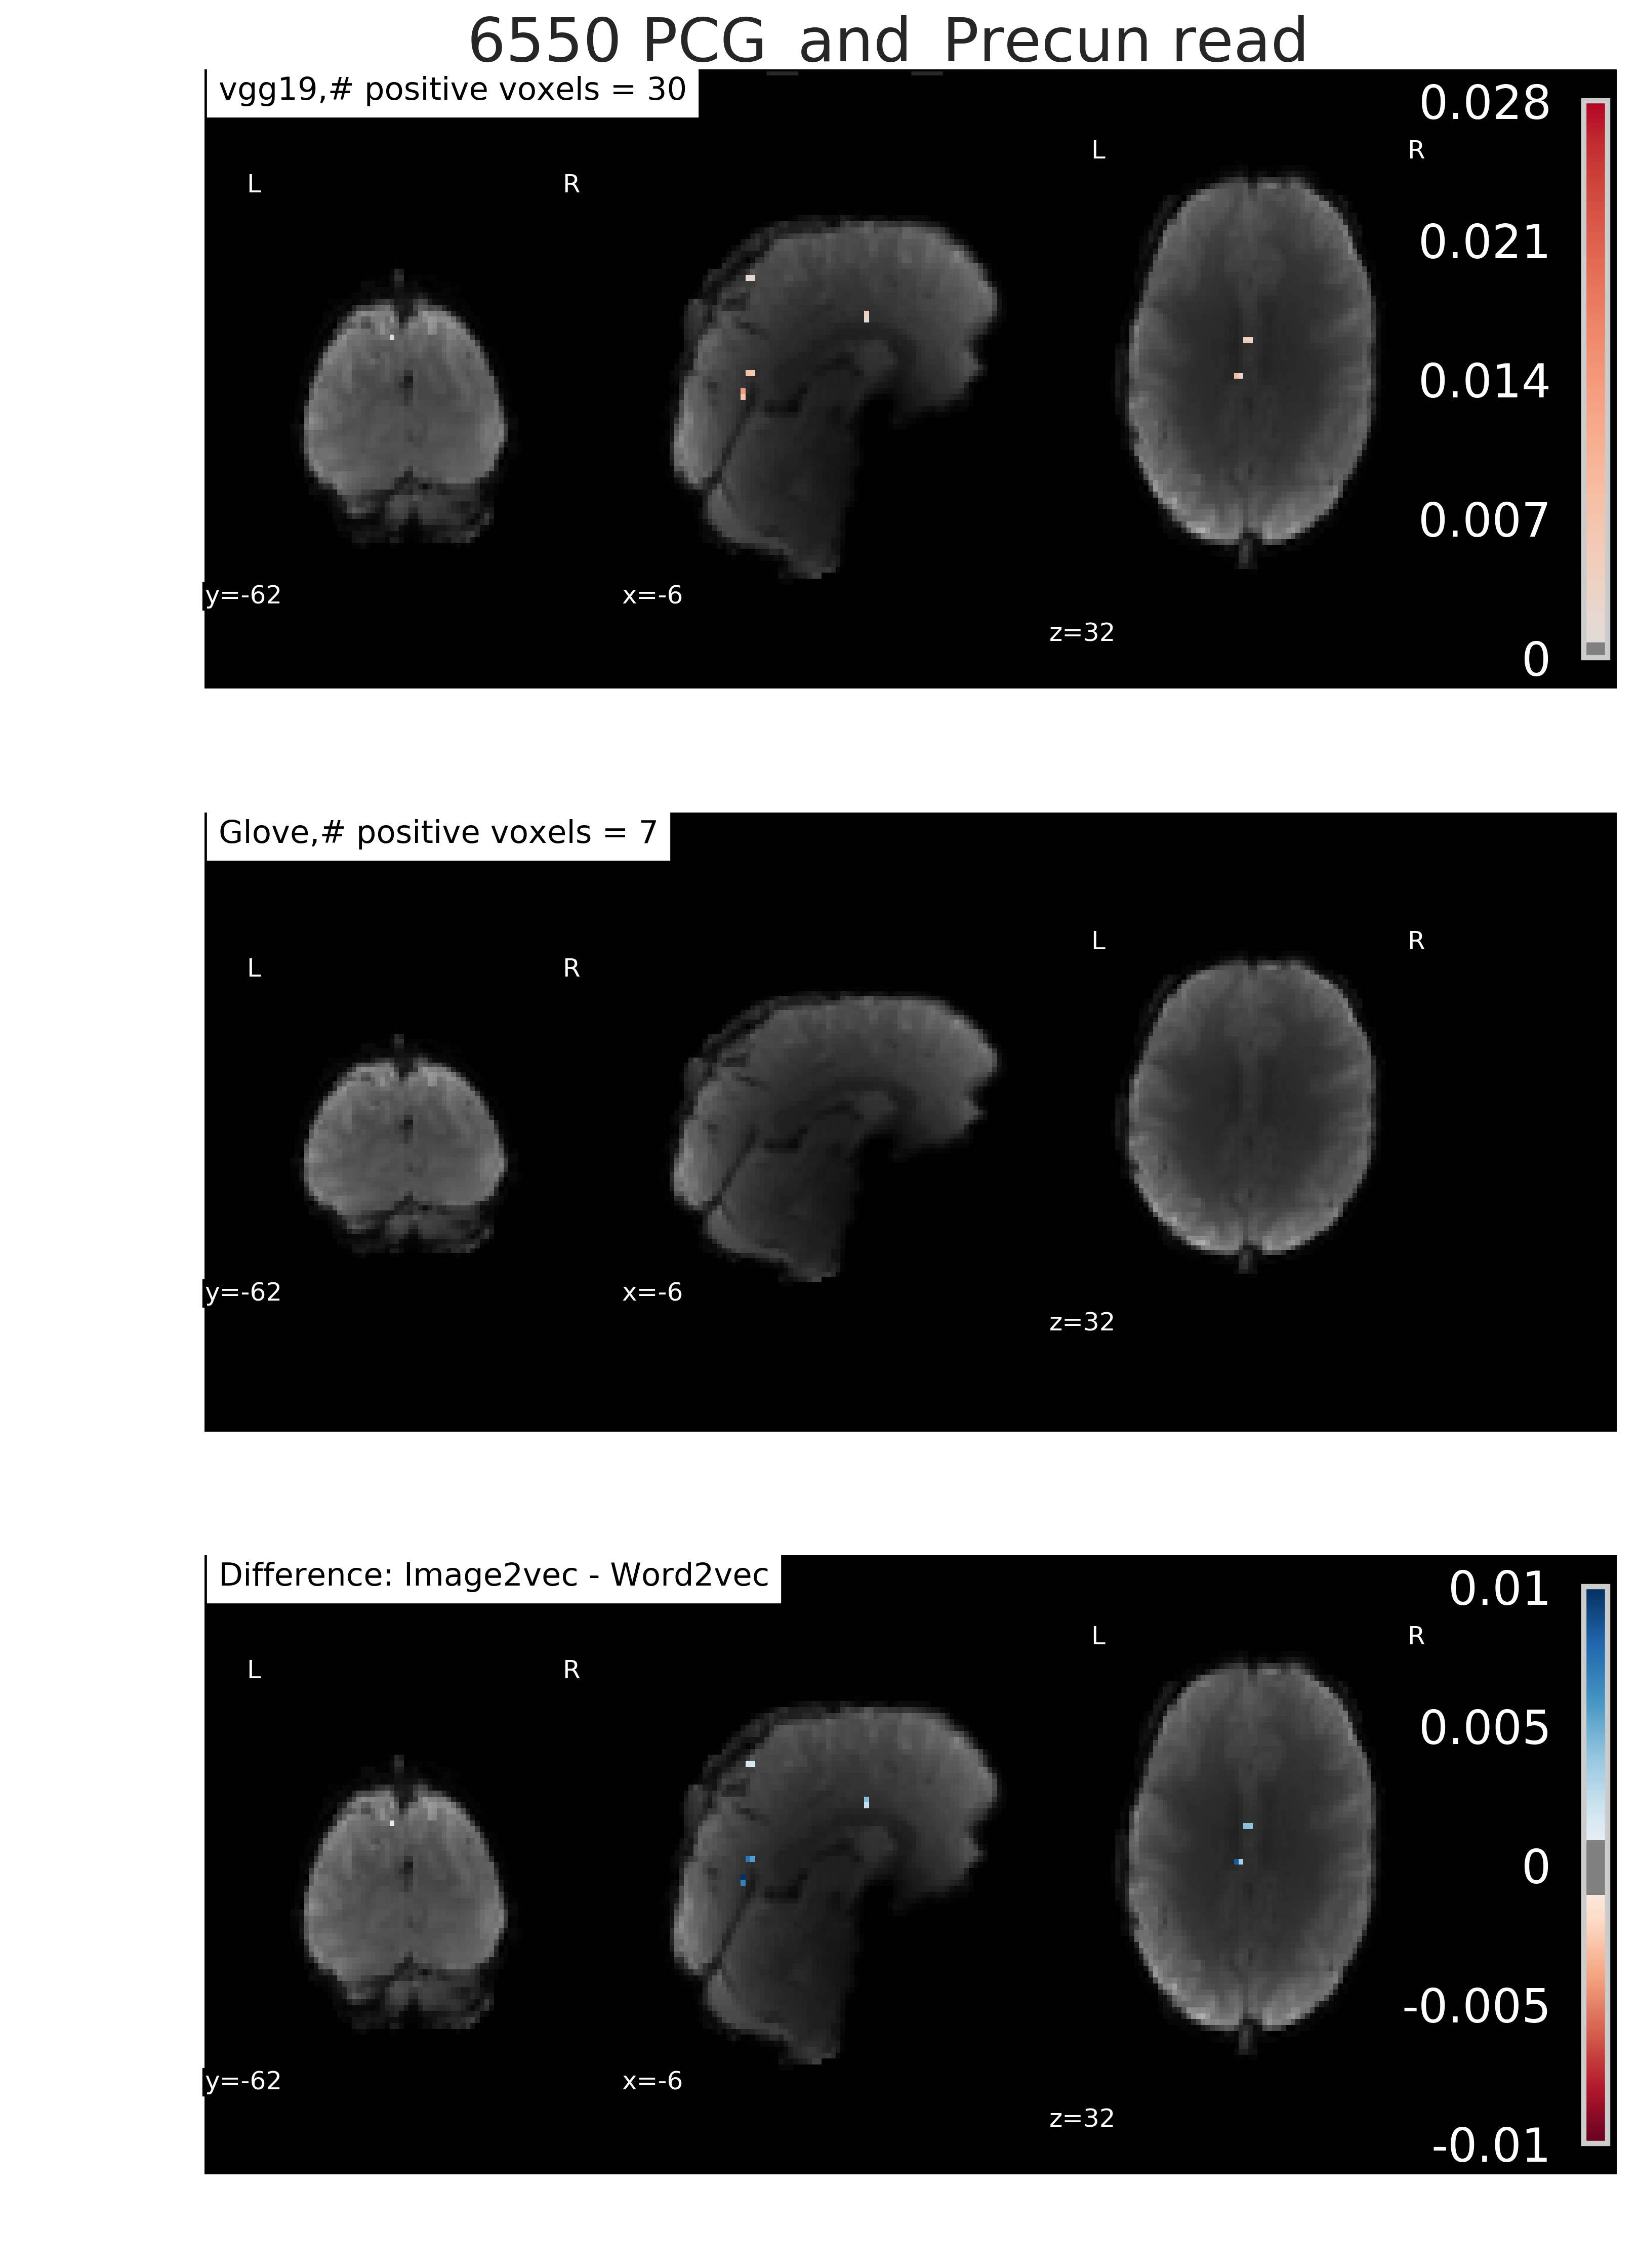 6550 PCG_and_Precun read
vgg19,# positive voxels = 30
0.028
L R
L R
0.021
0.014
0.007
0
y=-62
x=-6
z=32
Glove,# positive voxels = 7
L R
L R
y=-62
x=-6
z=32
Difference: Image2vec - Word2vec
0.01
L R
L R
0.005
0
-0.005
-0.01
y=-62
x=-6
z=32